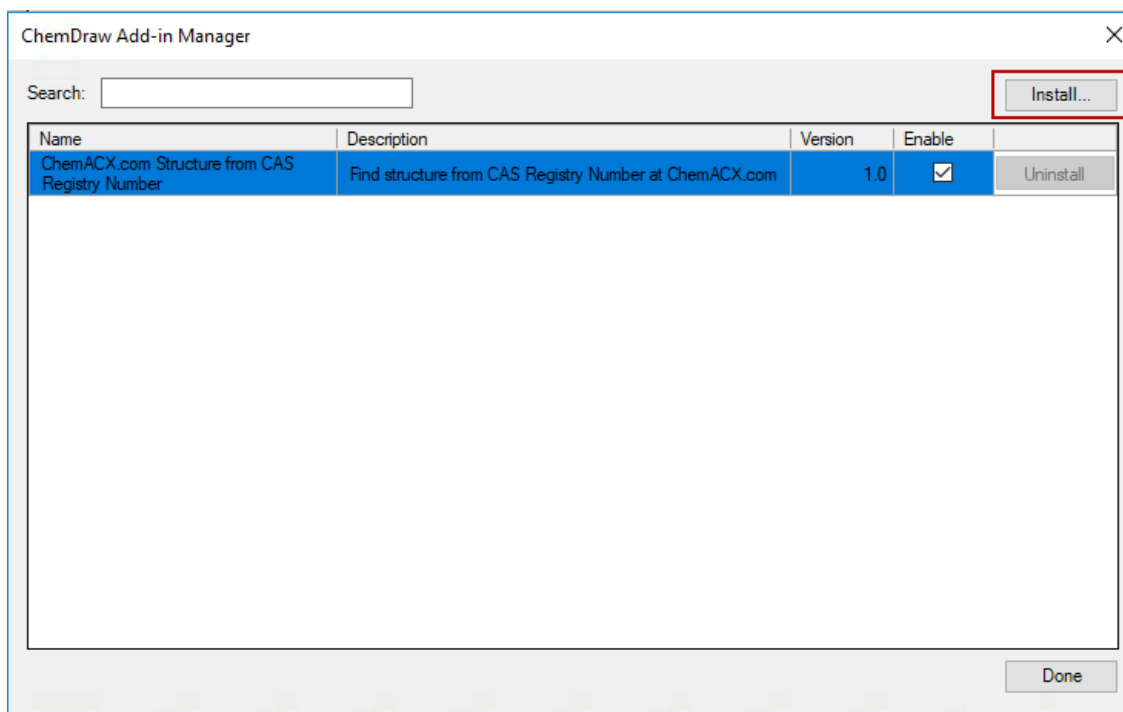 ChemDraw Add-in Manager
Search:
Install...
Name Description Version Enable
ChemACX.com Structure from CAS
Registry Number
Find structure from CAS Registry Number at ChemACX.com 1.0 Uninstall
Done